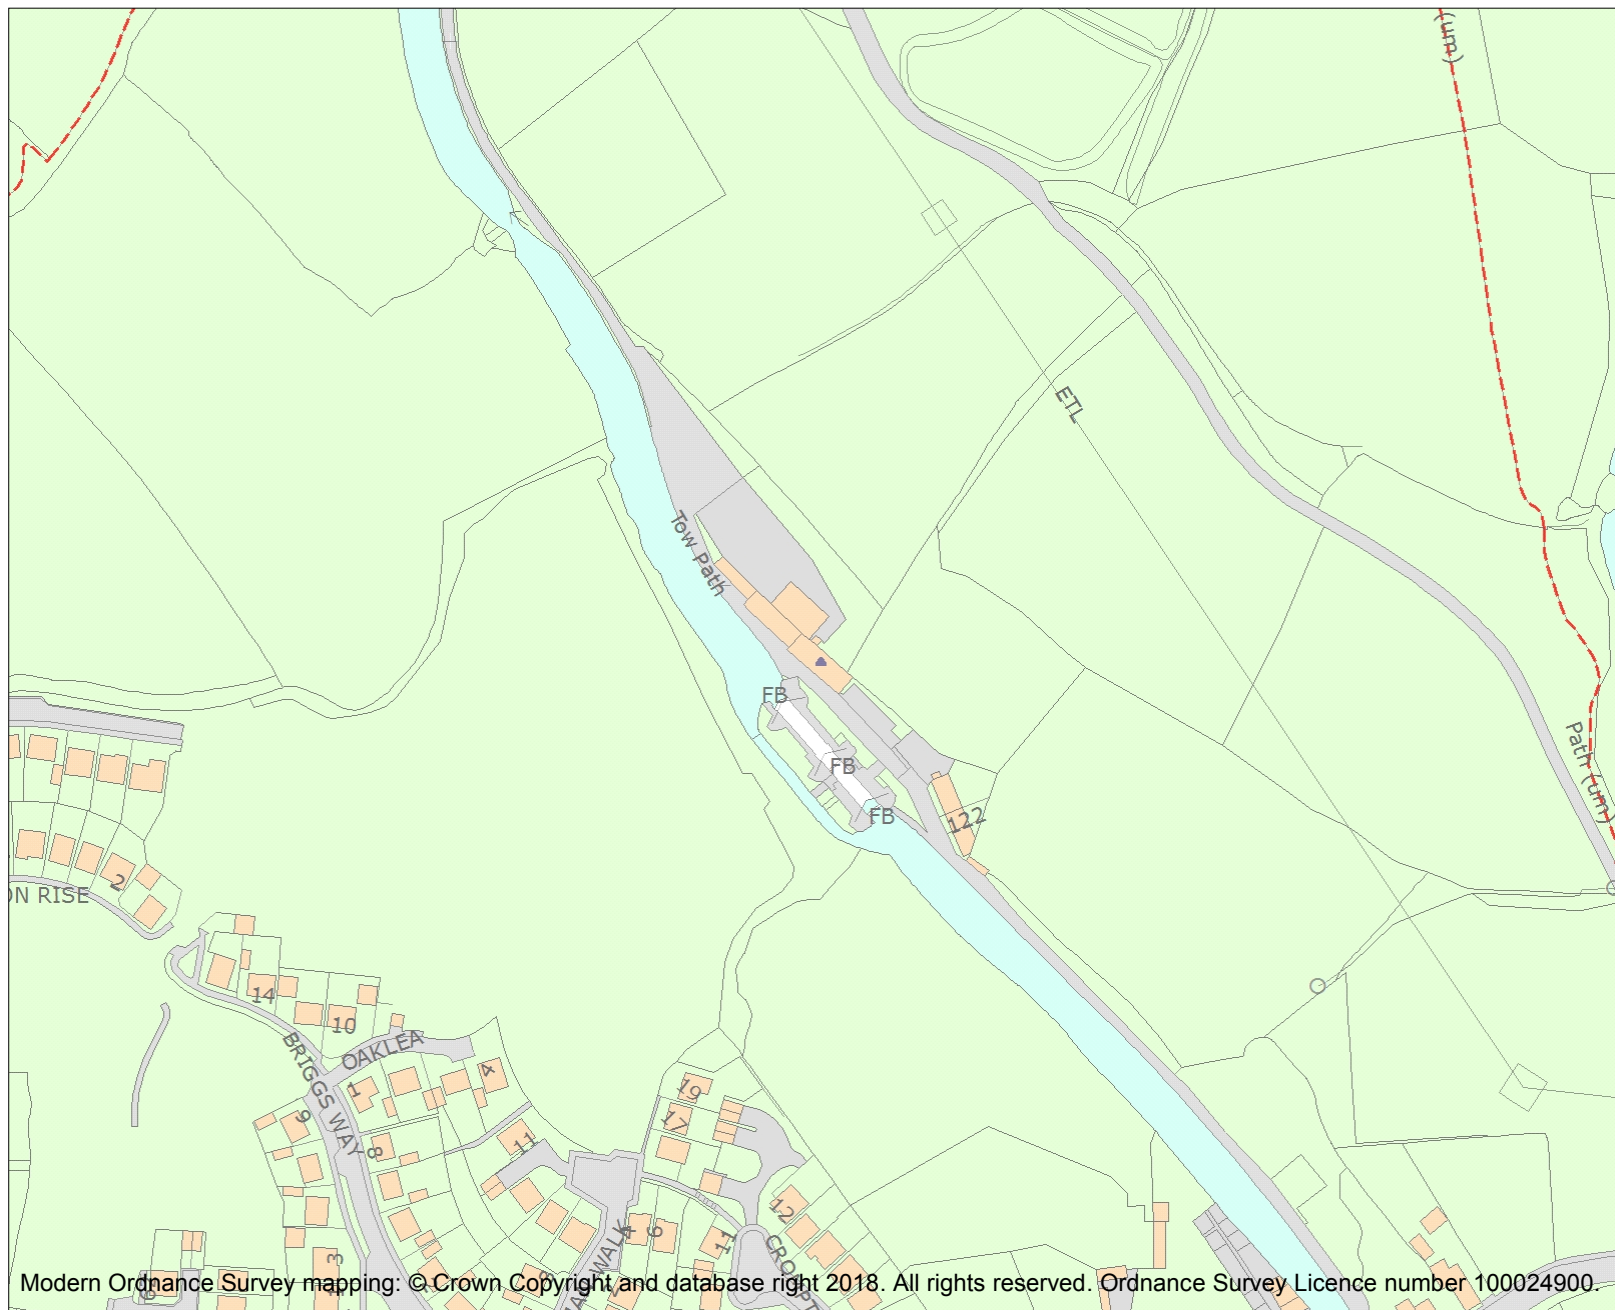 (um)
ETL
Tow Path
FB
FB
FB
122
Path (um)
2
ON RISE
14
10
OAKLEA
BRIGGS WAY
1
4
9
8
11
19
17
12
4
6
11
3
Modern Ordnance Survey mapping: © Crown Copyright and database right 2018. All rights reserved. Ordnance Survey Licence number 100024900.